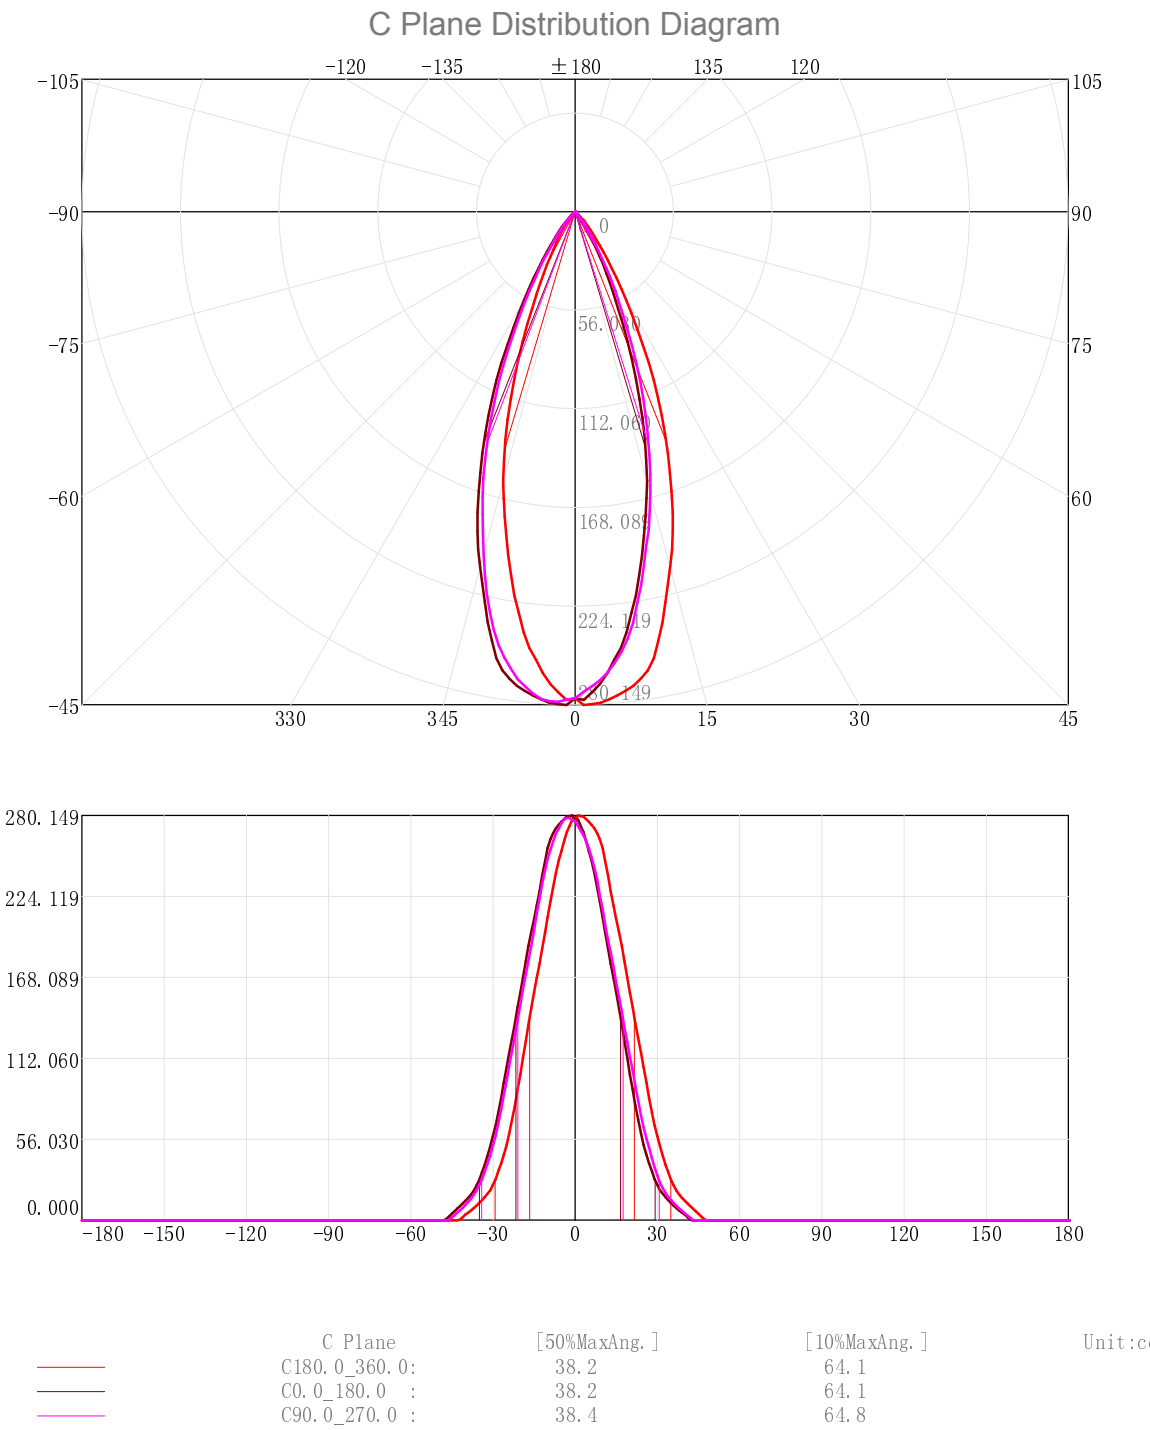 C Plane Distribution Diagram
-120 -135 ±180 135 120
-105 105
-90 90
0
56.030
-75 75
112.060
-60 60
168.089
224.119
280.149
-45 330 345 0 15 30 45
280.149
224.119
168.089
112.060
56.030
0.000
-180 -150 -120 -90 -60 -30 0 30 60 90 120 150 180
C Plane [50%MaxAng.] [10%MaxAng.] Unit:
C180.0_360.0: 38.2 64.1
C0.0_180.0 : 38.2 64.1
C90.0_270.0 : 38.4 64.8